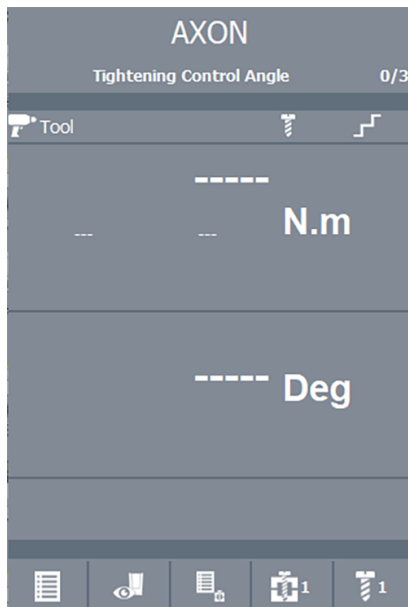 AXON
Tightening Control Angle 0/3
Tool
-----
--- --- N.m
----- Deg
1 1